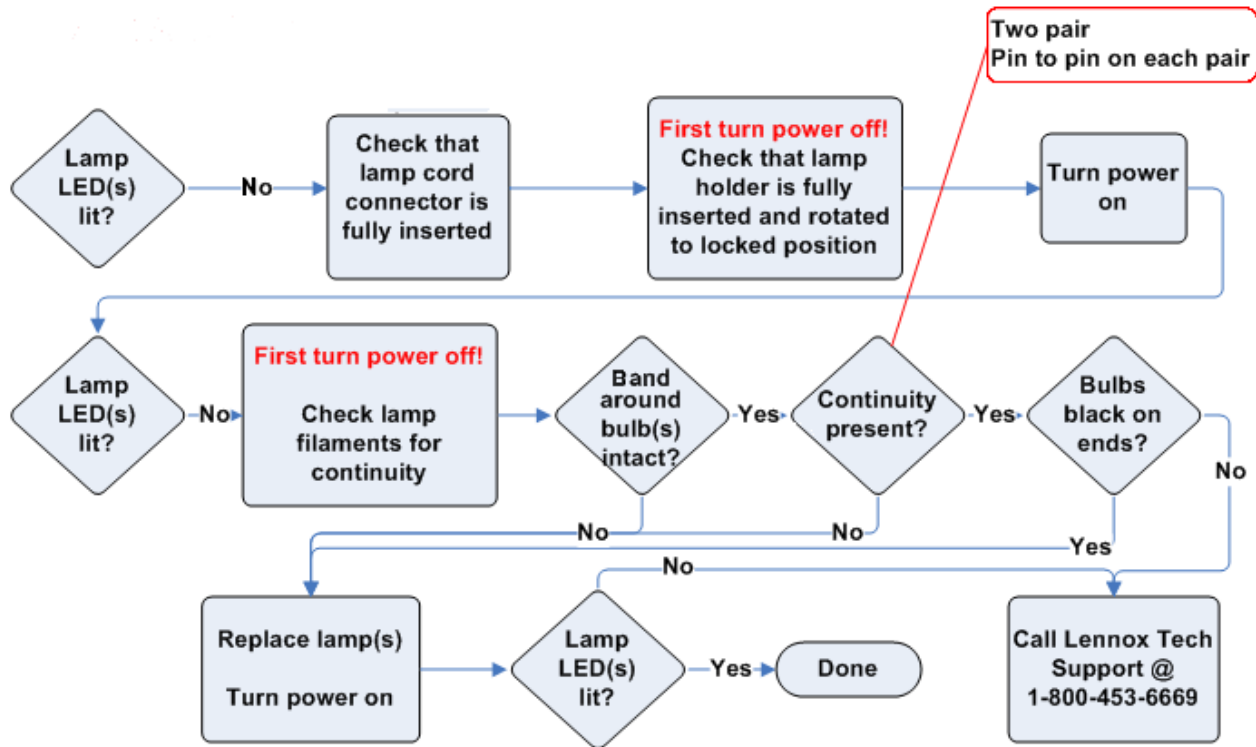 Two pair
Pin to pin on each pair
Lamp
LED(s)
lit?
No
Check that
lamp cord
connector is
fully inserted
First turn power off!
Check that lamp
holder is fully
inserted and rotated
to locked position
Turn power
on
Lamp
LED(s)
lit?
No
First turn power off!
Check lamp
filaments for
continuity
Band
around
bulb(s)
intact?
Yes
Continuity
present?
Yes
Bulbs
black on
ends?
No
No
No
Yes
No
Replace lamp(s)
Turn power on
Lamp
LED(s)
lit?
Yes
Done
Call Lennox Tech
Support @
1-800-453-6669